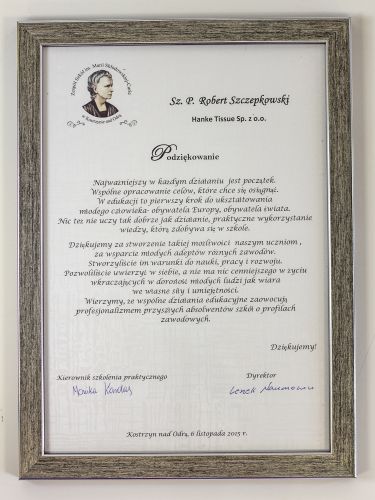 Zespół Szkół im. Marii Skłodowskiej-Curie
w Kostrzynie nad Odrą
Sz. P. Robert Szczepkowski
Hanke Tissue Sp. z o.o.
Podziękowanie
Najważniejszy w każdym działaniu jest początek.
Wspólne opracowanie celów, które chce się osiągnąć.
W edukacji to pierwszy krok do ukształtowania
młodego człowieka- obywatela Europy, obywatela świata.
Nic też nie uczy tak dobrze jak działanie, praktyczne wykorzystanie
wiedzy, którą zdobywa się w szkole.
Dziękujemy za stworzenie takiej możliwości naszym uczniom ,
za wsparcie młodych adeptów różnych zawodów.
Stworzyliście im warunki do nauki, pracy i rozwoju.
Pozwoliliście uwierzyć w siebie, a nie ma nic cenniejszego w życiu
wkraczających w dorosłość młodych ludzi jak wiara
we własne siły i umiejętności.
Wierzymy, że wspólne działania edukacyjne zaowocują
profesjonalizmem przyszłych absolwentów szkół o profilach
zawodowych.
Dziękujemy!
Kierownik szkolenia praktycznego
Dyrektor
Monika
Kostrzyn nad Odrą, 6 listopada 2015 r.